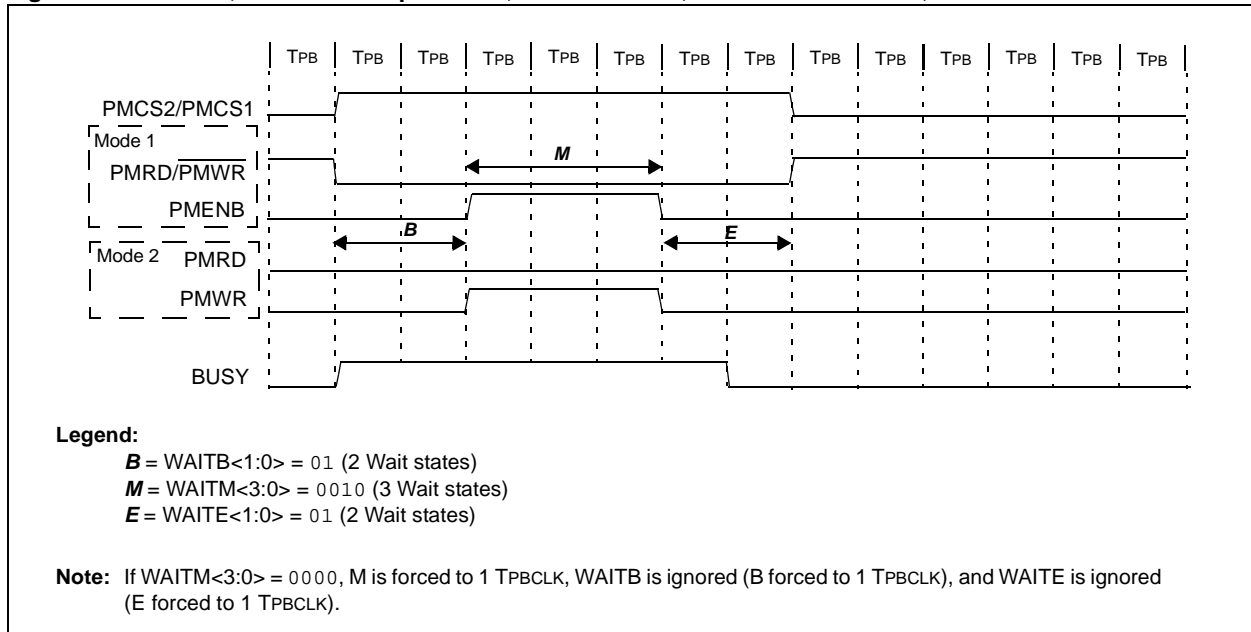 TPB TPB TPB TPB TPB TPB TPB TPB TPB TPB TPB TPB TPB TPB
PMCS2/PMCS1
Mode 1
M
PMRD/PMWR
PMENB
B
E
Mode 2
PMRD
PMWR
BUSY
Legend:
B = WAITB<1:0> = 01 (2 Wait states)
M = WAITM<3:0> = 0010 (3 Wait states)
E = WAITE<1:0> = 01 (2 Wait states)
Note: If WAITM<3:0> = 0000, M is forced to 1 TPBCLK, WAITB is ignored (B forced to 1 TPBCLK), and WAITE is ignored
(E forced to 1 TPBCLK).